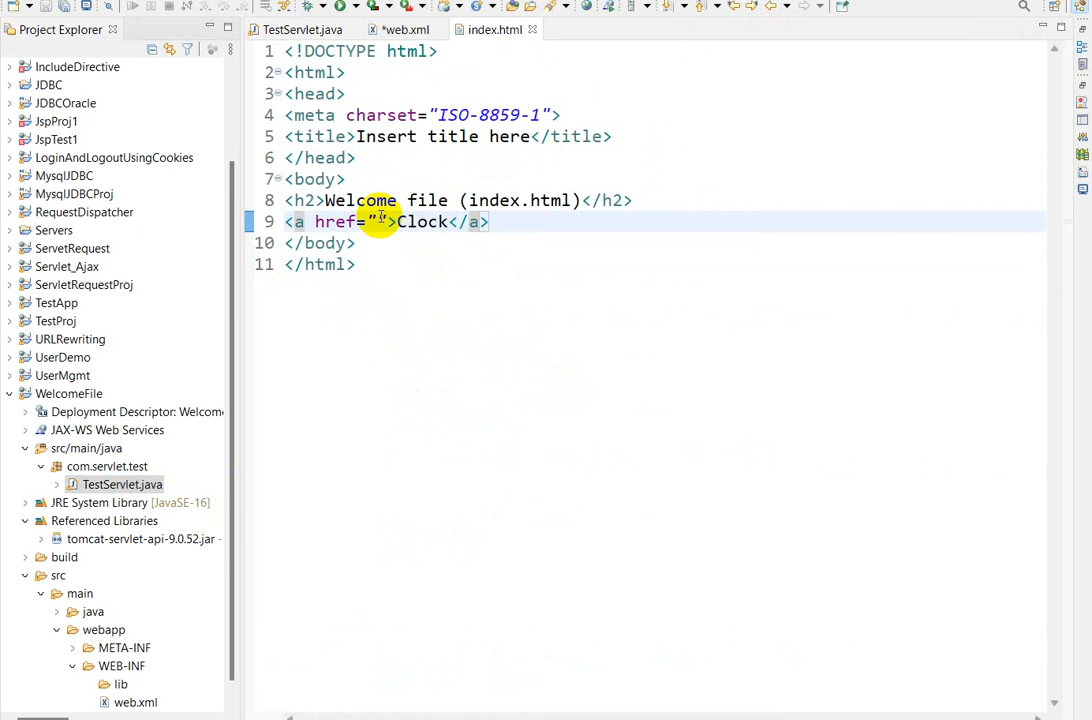 Project Explorer
IncludeDirective
JDBC
JDBCOracle
JspProj1
JspTest1
LoginAndLogoutUsingCookies
MysqlJDBC
MysqlJDBCProj
RequestDispatcher
Servers
ServetRequest
Servlet_Ajax
ServletRequestProj
TestApp
TestProj
URLRewriting
UserDemo
UserMgmt
WelcomeFile
Deployment Descriptor: Welcom
JAX-WS Web Services
src/main/java
com.servlet.test
TestServlet.java
JRE System Library [JavaSE-16]
Referenced Libraries
tomcat-servlet-api-9.0.52.jar -
build
src
main
java
webapp
META-INF
WEB-INF
lib
web.xml
TestServlet.java *web.xml index.html
1 <!DOCTYPE html>
2 <html>
3 <head>
4 <meta charset="ISO-8859-1">
5 <title>Insert title here</title>
6 </head>
7 <body>
8 <h2>Welcome file (index.html)</h2>
9 <a href="">Clock</a>
10 </body>
11 </html>